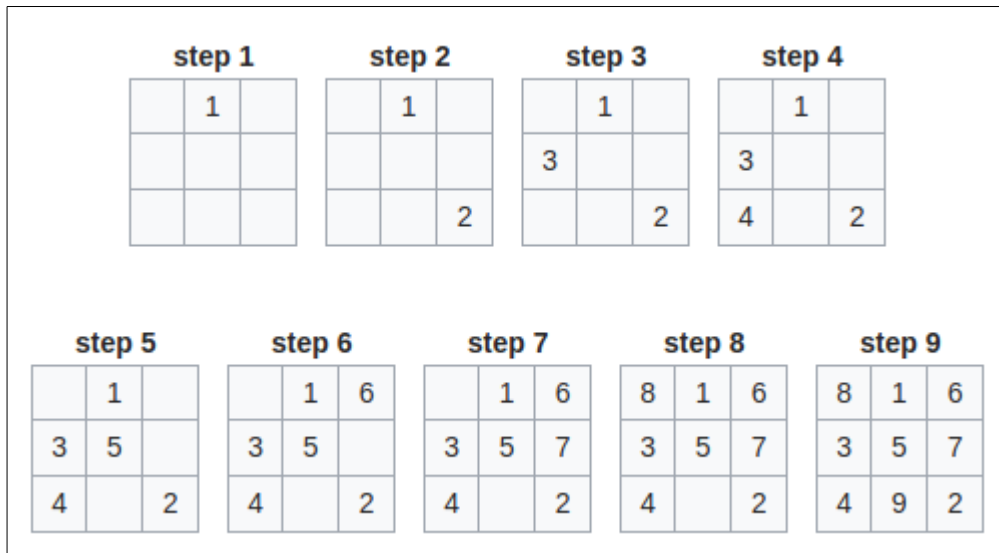 step 1 step 2 step 3 step 4
1 1 1 1
3 3
2 2 4 2
step 5 step 6 step 7 step 8 step 9
1 1 6 1 6 8 1 6 8 1 6
3 5 3 5 3 5 7 3 5 7 3 5 7
4 2 4 2 4 2 4 2 4 9 2